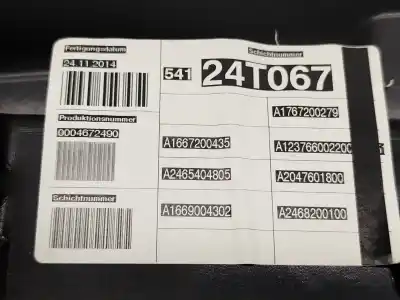 Fertigungsdatum
24.11.2014
Schichtnummer
541 24T067
Produktionsnummer
0004672490
A1767200279
A1667200435
A2465404805
A2047601800
Schichtnummer
A1669004302
A2468200100